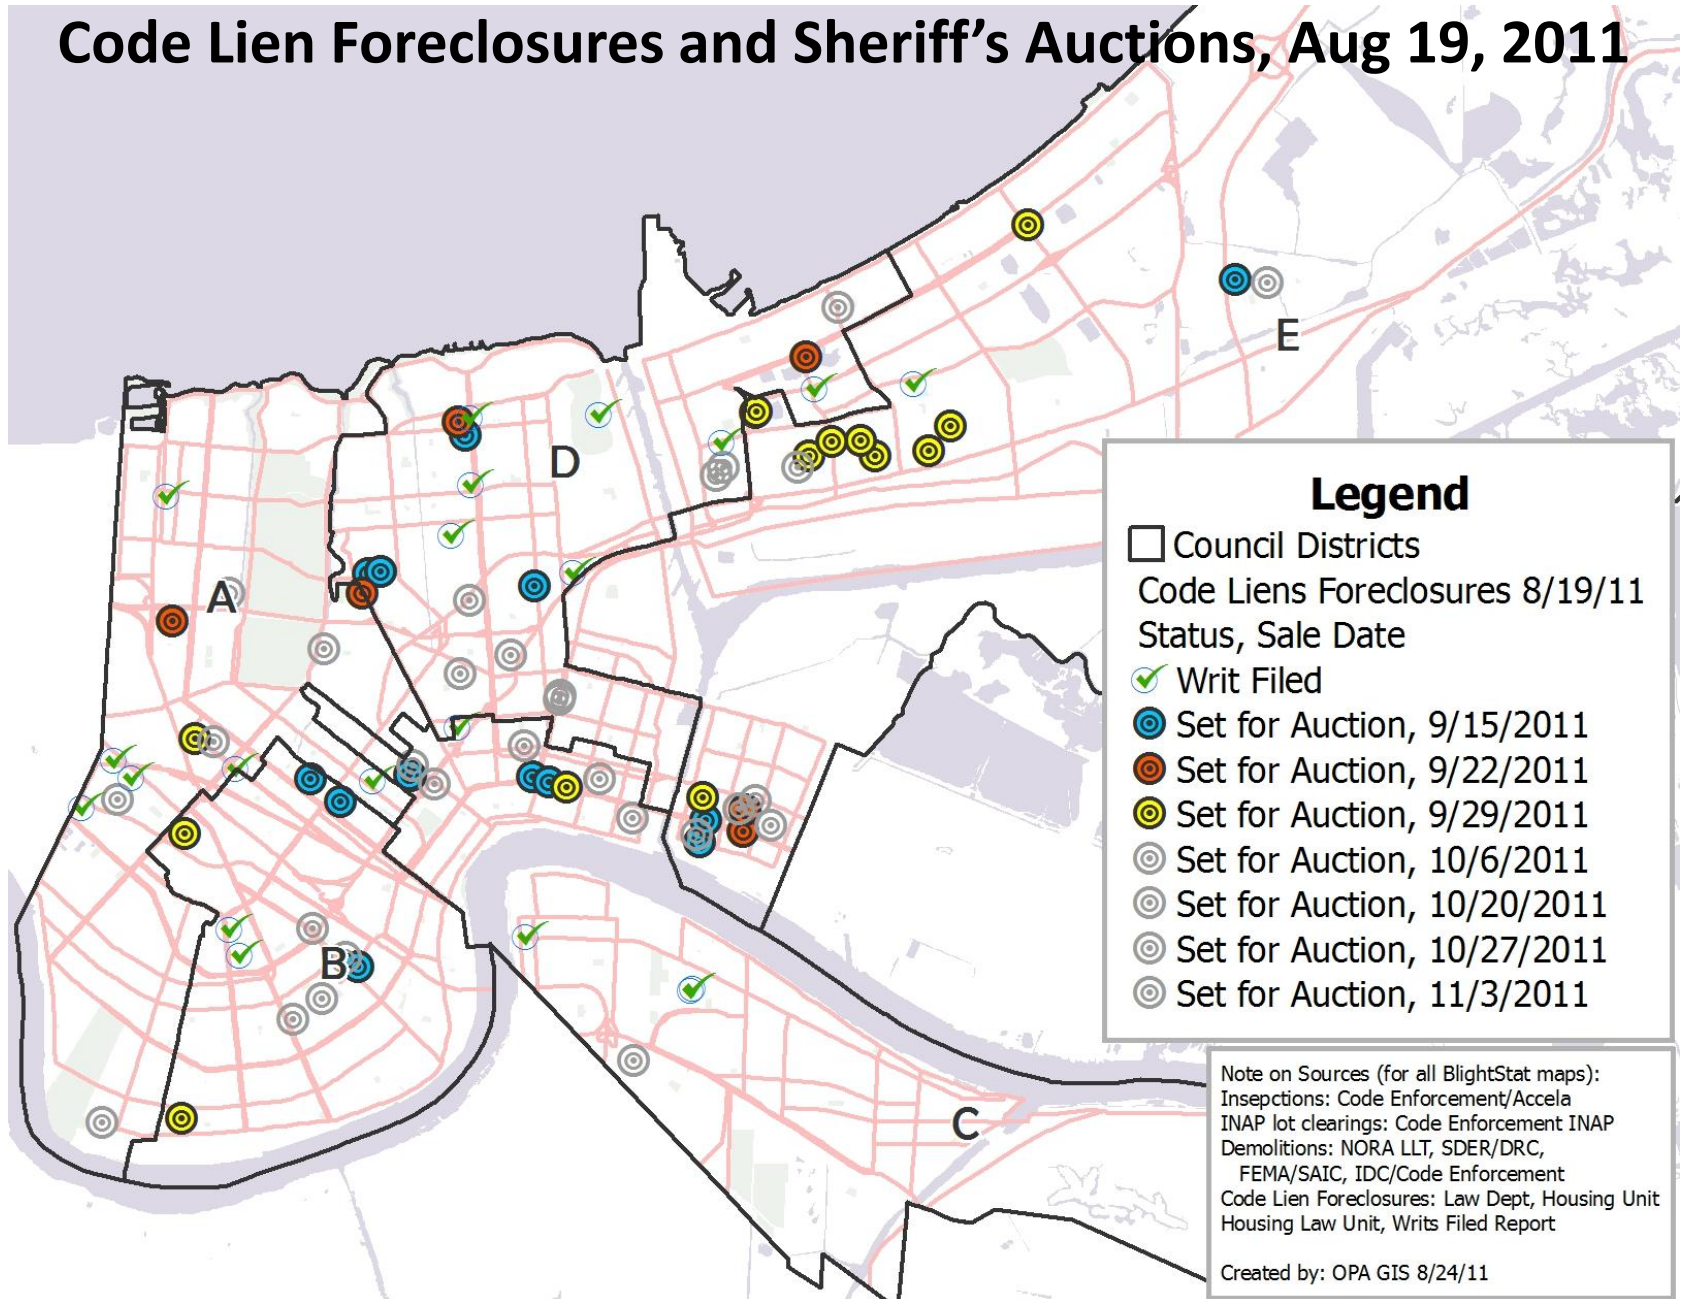 Code Lien Foreclosures and Sheriff's Auctions, Aug 19, 2011
E
D
A
B
C
Legend
Council Districts
Code Liens Foreclosures 8/19/11
Status, Sale Date
Writ Filed
Set for Auction, 9/15/2011
Set for Auction, 9/22/2011
Set for Auction, 9/29/2011
Set for Auction, 10/6/2011
Set for Auction, 10/20/2011
Set for Auction, 10/27/2011
Set for Auction, 11/3/2011
Note on Sources (for all BlightStat maps):
Insepctions: Code Enforcement/Accela
INAP lot clearings: Code Enforcement INAP
Demolitions: NORA LLT, SDER/DRC,
FEMA/SAIC, IDC/Code Enforcement
Code Lien Foreclosures: Law Dept, Housing Unit
Housing Law Unit, Writs Filed Report
Created by: OPA GIS 8/24/11